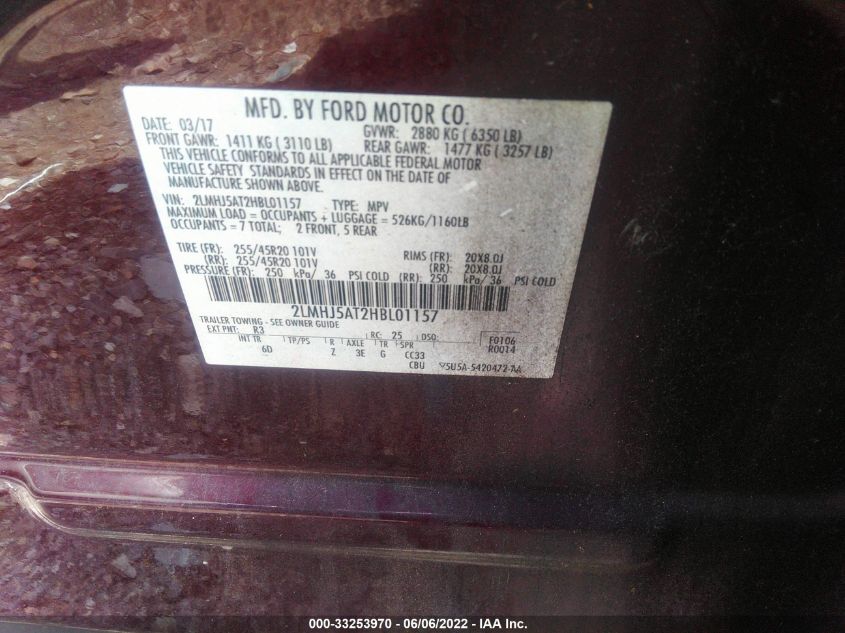 MFD. BY FORD MOTOR CO.
DATE: 03/17 GVWR: 2880 KG ( 6350 LB)
FRONT GAWR: 1411 KG ( 3110 LB) REAR GAWR: 1477 KG ( 3257 LB)
THIS VEHICLE CONFORMS TO ALL APPLICABLE FEDERAL MOTOR
VEHICLE SAFETY STANDARDS IN EFFECT ON THE DATE OF
MANUFACTURE SHOWN ABOVE.
VIN: 2LMHJ5AT2HBL01157 TYPE: MPV
MAXIMUM LOAD = OCCUPANTS + LUGGAGE = 526KG/1160LB
OCCUPANTS = 7 TOTAL; 2 FRONT, 5 REAR
TIRE (FR): 255/45R20 101V RIMS (FR): 20X8.0J
(RR): 255/45R20 101V (RR): 20X8.0J
PRESSURE (FR): 250 kPa/ 36 PSI COLD (RR): 250 kPa/ 36 PSI COLD
2LMHJ5AT2HBL01157
TRAILER TOWING - SEE OWNER GUIDE
EXT PNT: R3 RC: 25 DSO: F0106
INT TR TP/PS R AXLE TR SPR R0014
6D Z 3E G CC33
CBU 5U5A-5420472-AA
000-33253970 - 06/06/2022 - IAA Inc.